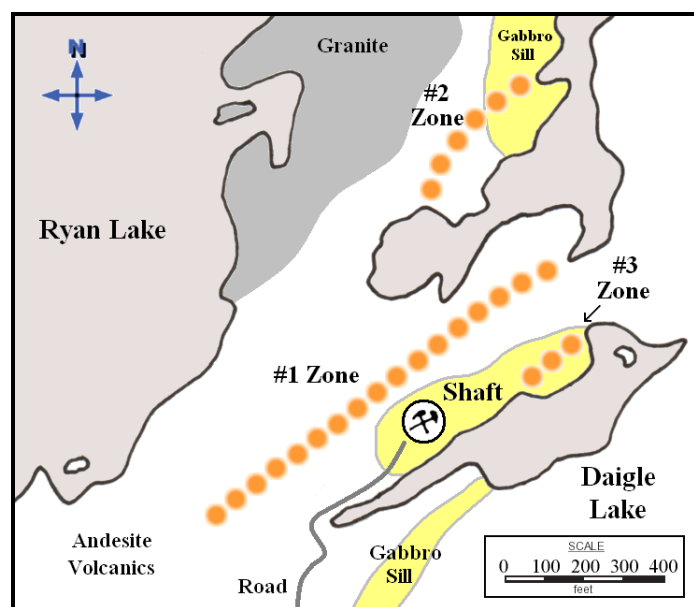 N
Granite
Gabbro
Sill
#2
Zone
Ryan Lake
#3
Zone
#1 Zone
Shaft
Daigle
Lake
Andesite
Volcanics
Gabbro
Sill
Road
SCALE
0 100 200 300 400
feet